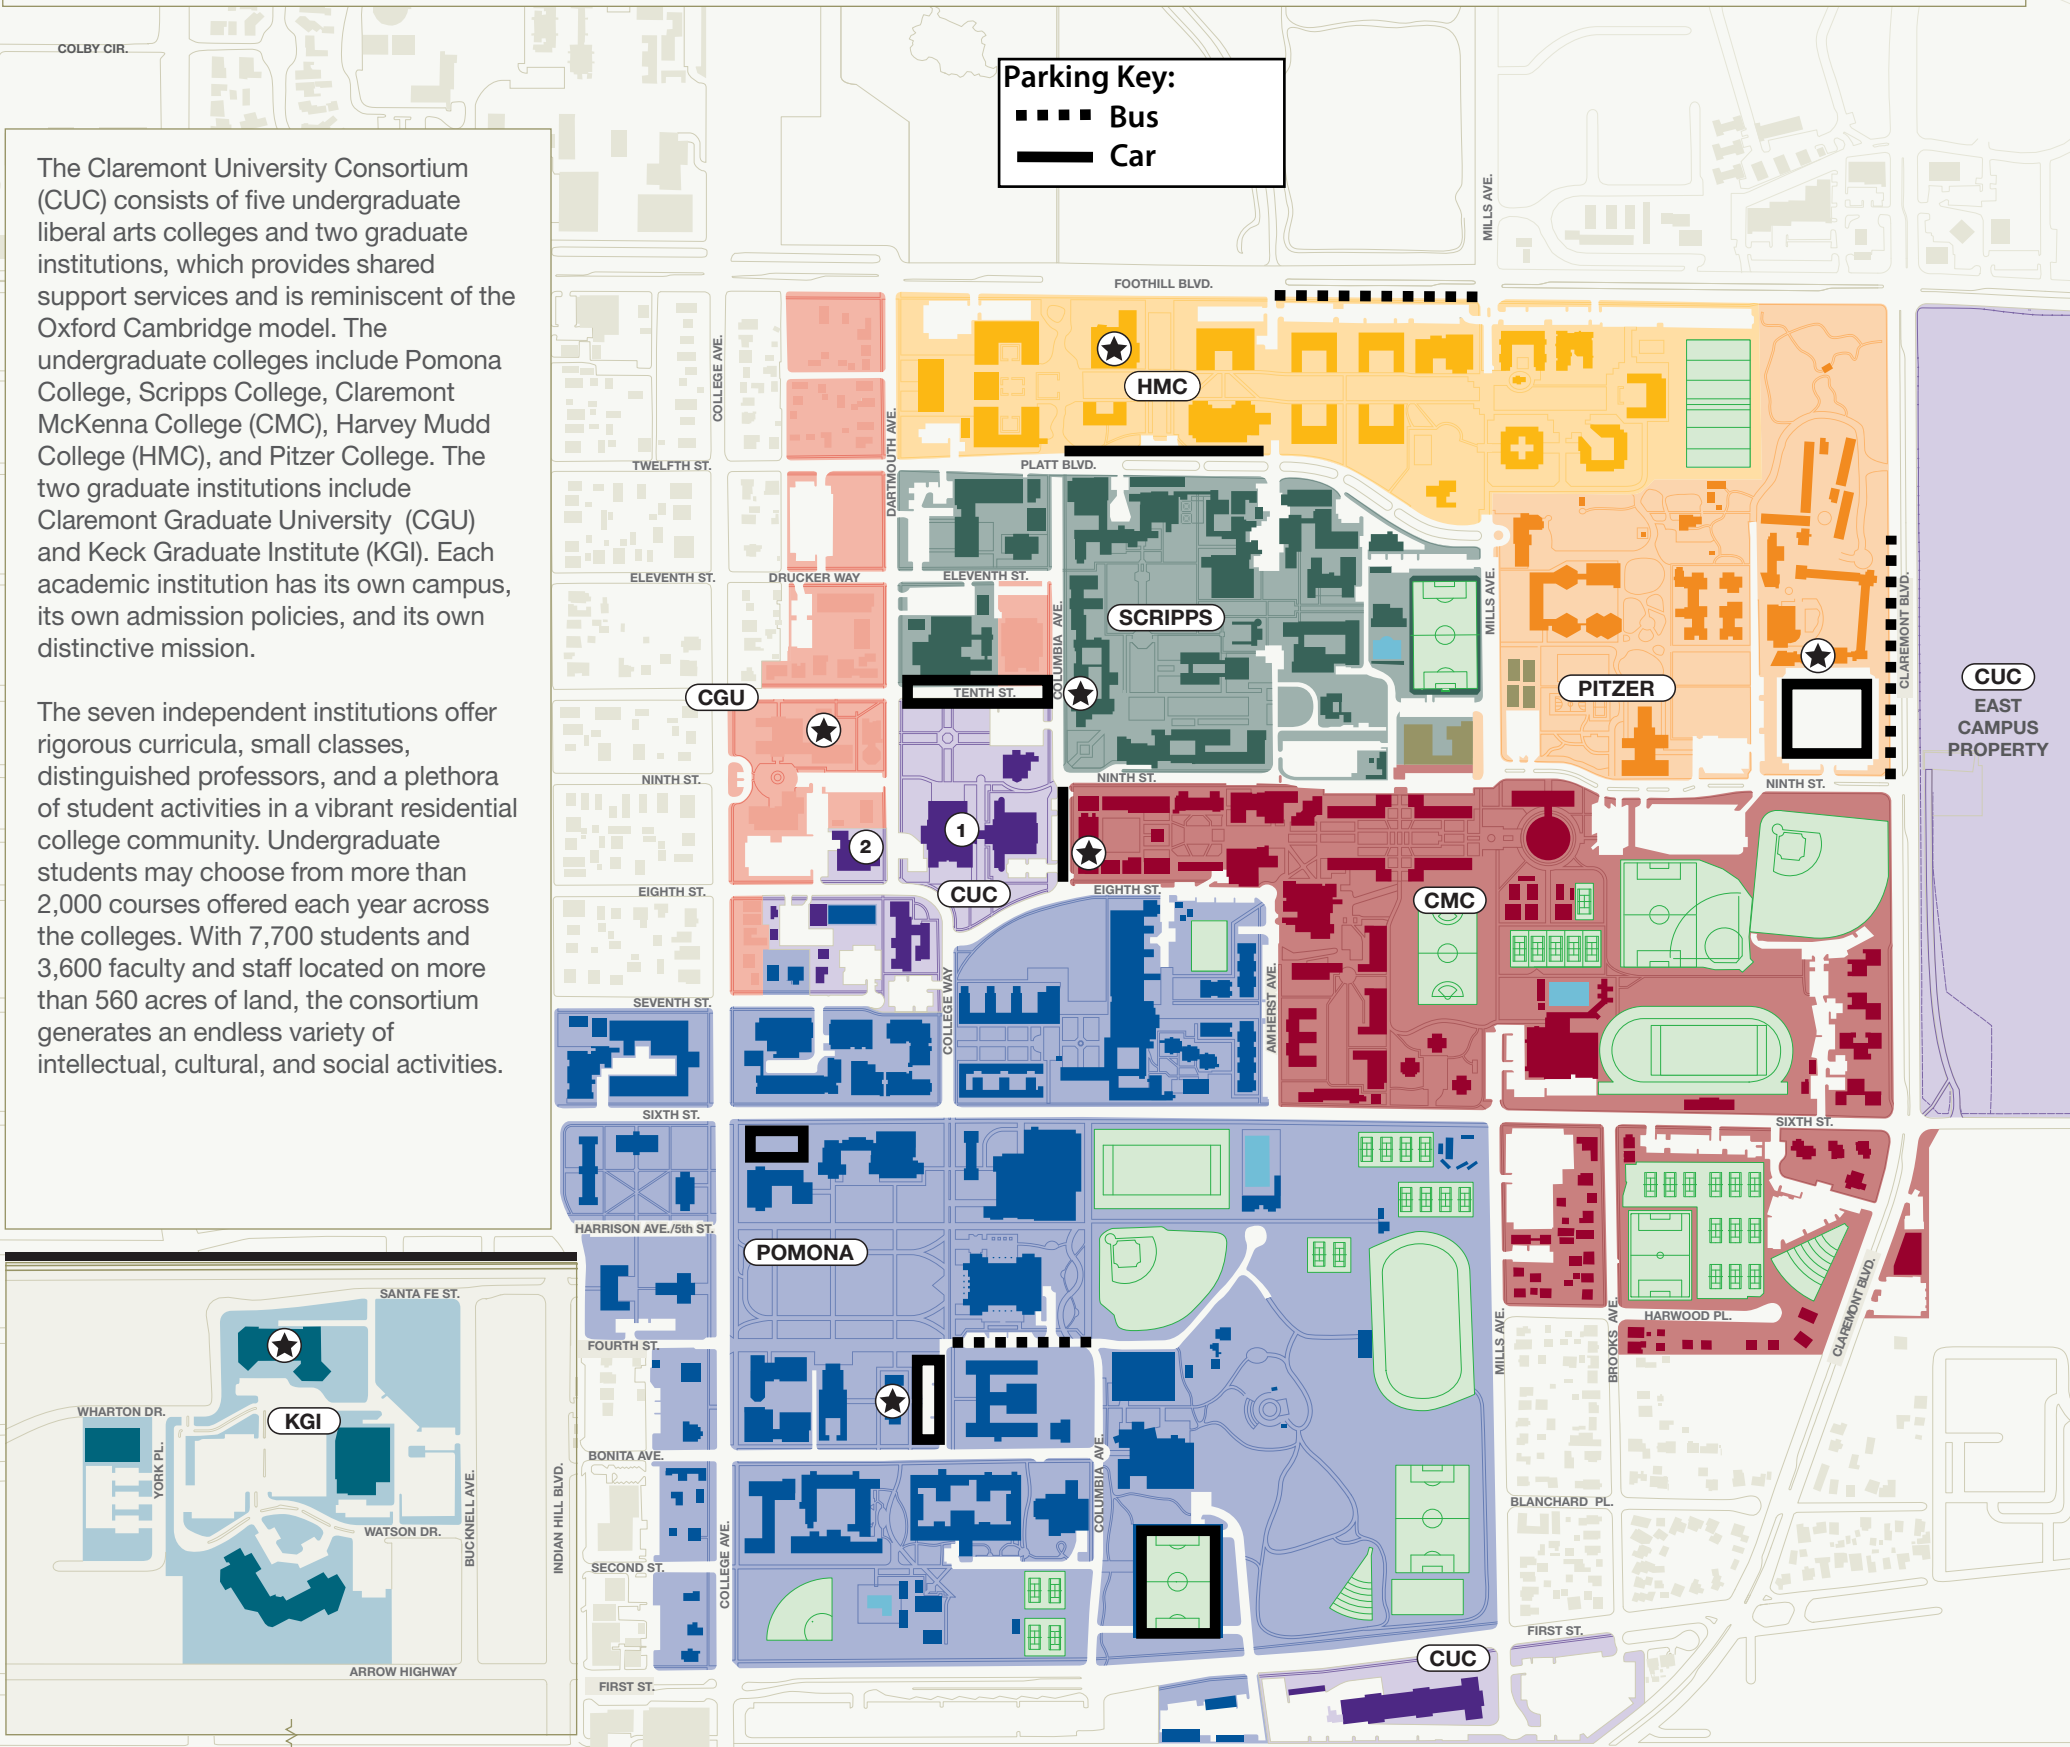 COLBY CIR.
Parking Key:
Bus
Car
The Claremont University Consortium
(CUC) consists of five undergraduate
liberal arts colleges and two graduate
institutions, which provides shared
support services and is reminiscent of the
Oxford Cambridge model. The
undergraduate colleges include Pomona
College, Scripps College, Claremont
McKenna College (CMC), Harvey Mudd
College (HMC), and Pitzer College. The
two graduate institutions include
Claremont Graduate University (CGU)
and Keck Graduate Institute (KGI). Each
academic institution has its own campus,
its own admission policies, and its own
distinctive mission.
The seven independent institutions offer
rigorous curricula, small classes,
distinguished professors, and a plethora
of student activities in a vibrant residential
college community. Undergraduate
students may choose from more than
2,000 courses offered each year across
the colleges. With 7,700 students and
3,600 faculty and staff located on more
than 560 acres of land, the consortium
generates an endless variety of
intellectual, cultural, and social activities.
MILLS AVE.
FOOTHILL BLVD.
COLLEGE AVE.
HMC
DARTMOUTH AVE.
TWELFTH ST.
PLATT BLVD.
ELEVENTH ST.
DRUCKER WAY
ELEVENTH ST.
COLUMBIA AVE.
SCRIPPS
MILLS AVE.
CLAREMONT BLVD.
CGU
TENTH ST.
PITZER
CUC
EAST
CAMPUS
PROPERTY
NINTH ST.
NINTH ST.
NINTH ST.
1
2
CUC
EIGHTH ST.
EIGHTH ST.
CMC
SEVENTH ST.
COLLEGE WAY
AMHERST AVE.
SIXTH ST.
SIXTH ST.
HARRISON AVE./5th ST.
POMONA
CLAREMONT BLVD.
HARWOOD PL.
MILLS AVE.
BROOKS AVE.
FOURTH ST.
SANTA FE ST.
WHARTON DR.
KGI
YORK PL.
BUCKNELL AVE.
INDIAN HILL BLVD.
WATSON DR.
ARROW HIGHWAY
BONITA AVE.
COLUMBIA AVE.
BLANCHARD PL.
SECOND ST.
COLLEGE AVE.
FIRST ST.
CUC
FIRST ST.